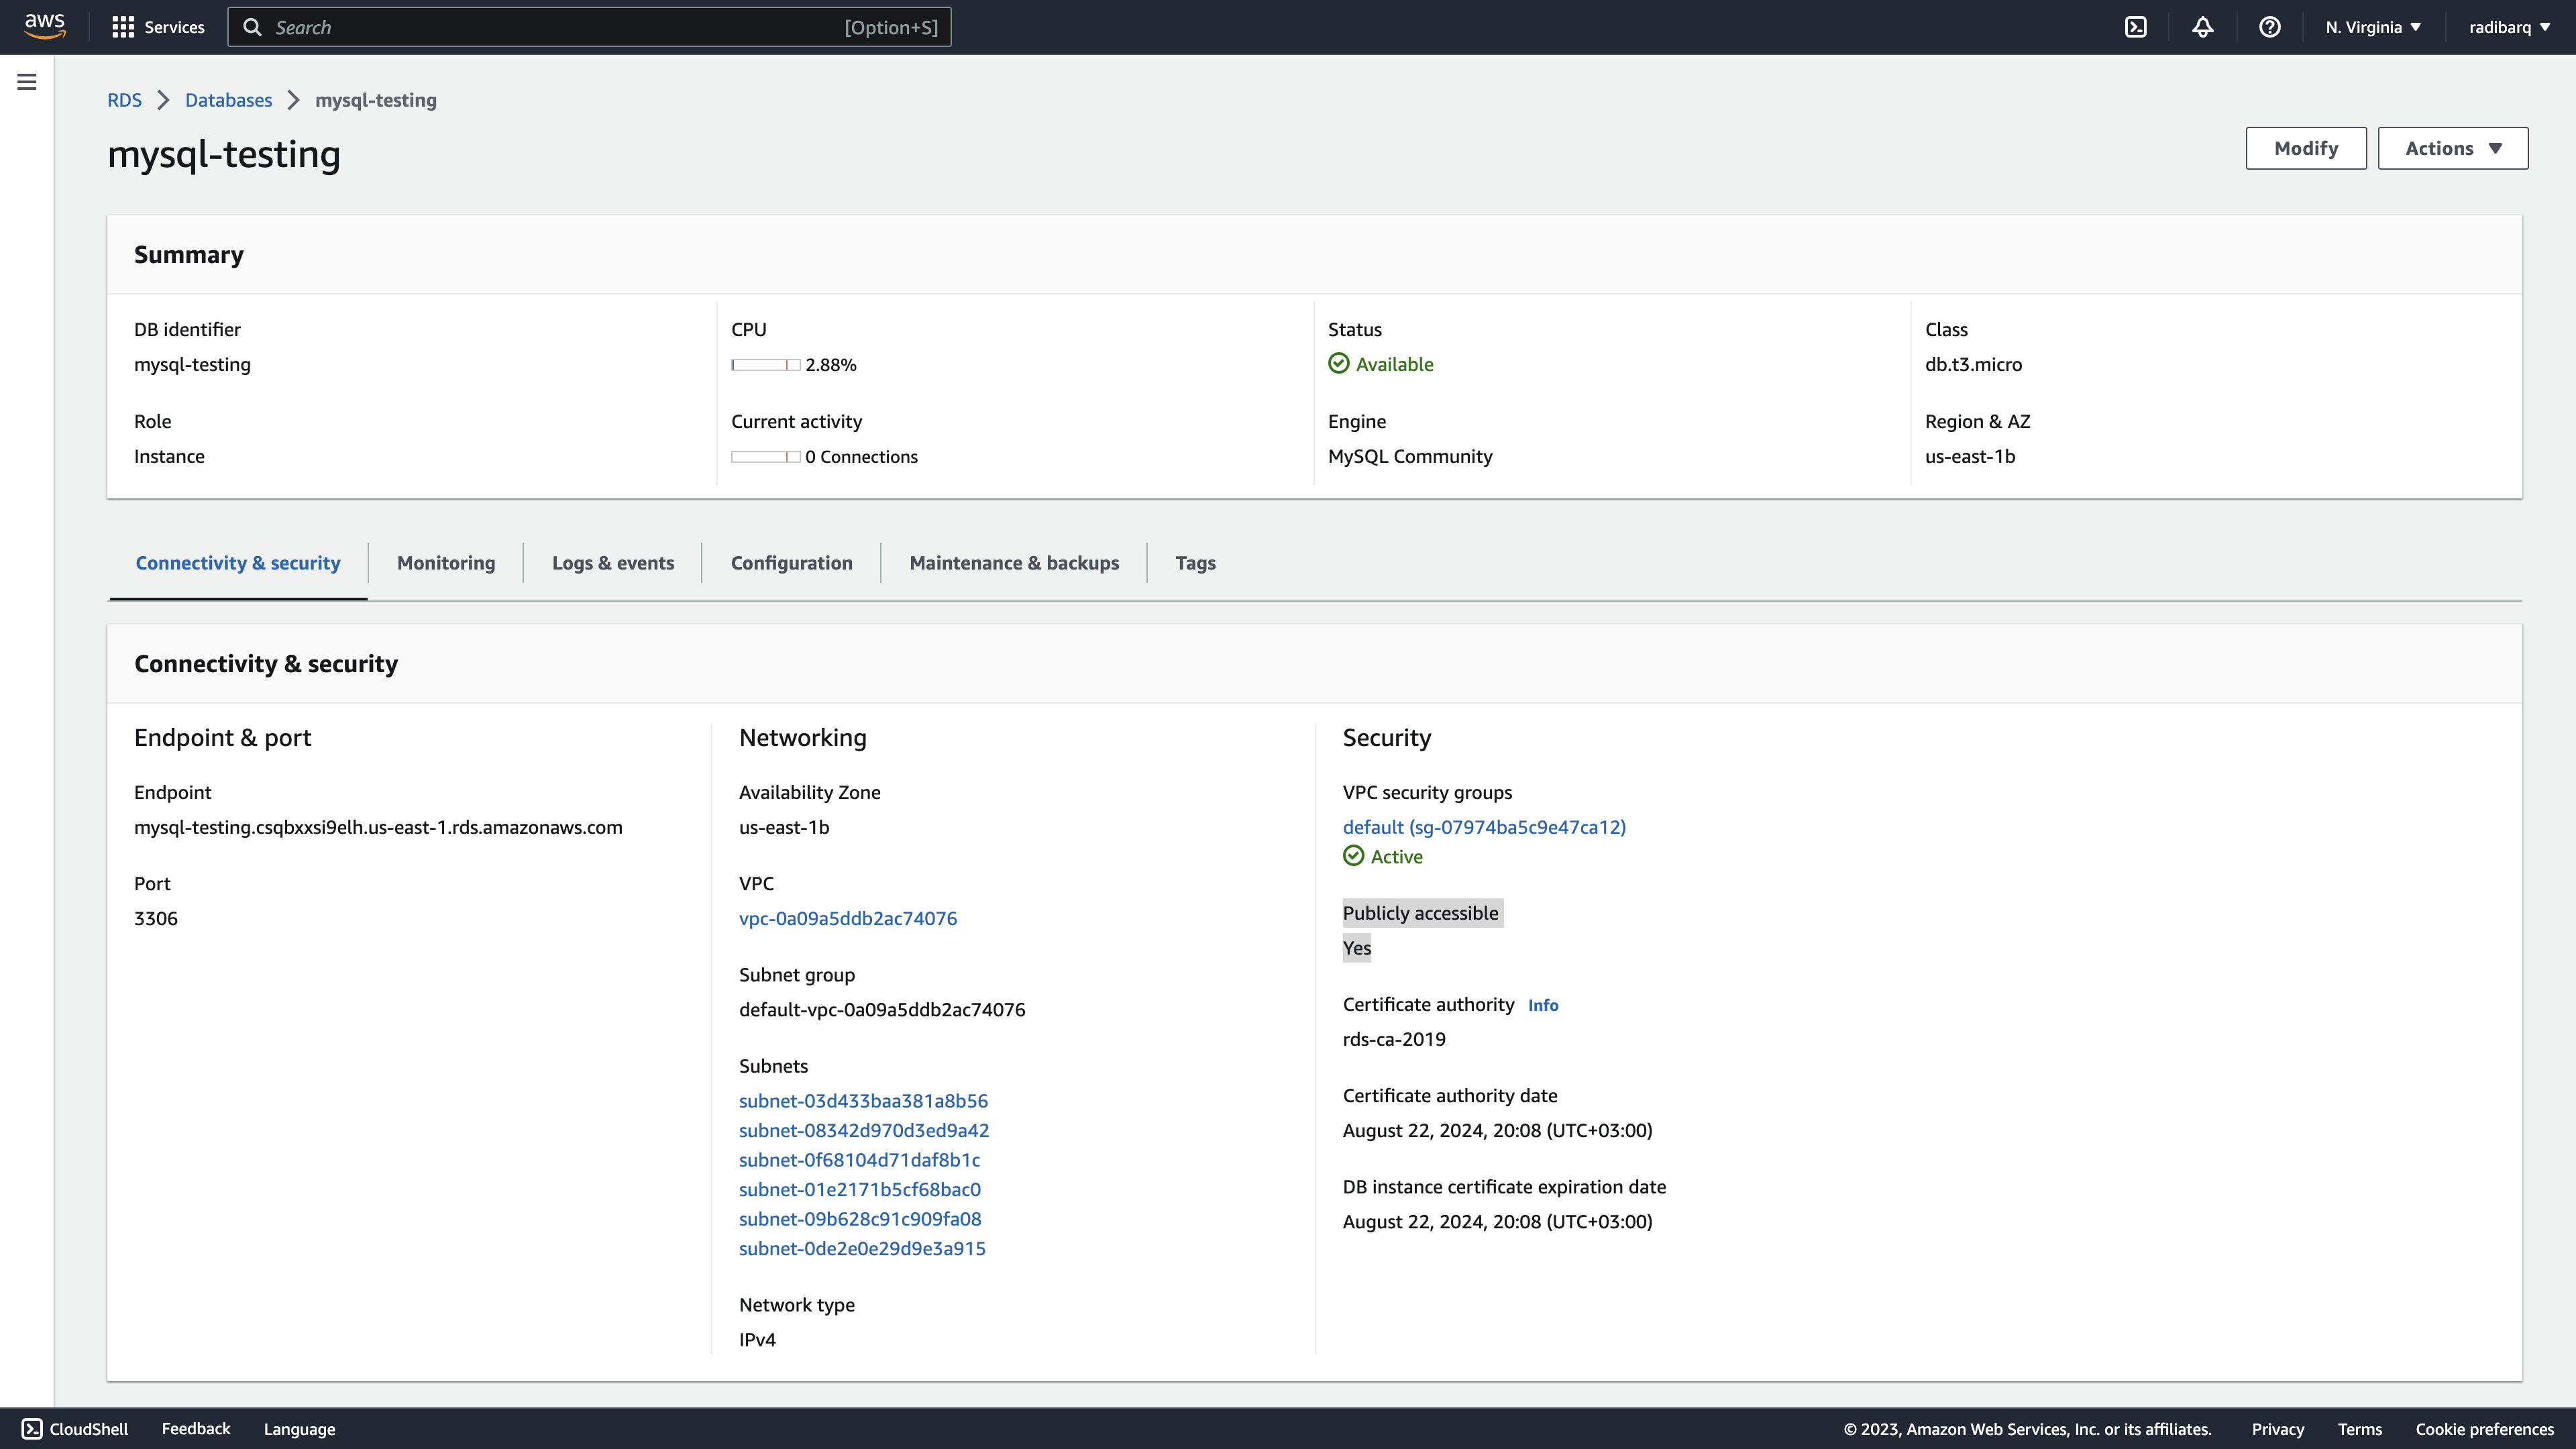 aws
Services
Search
[Option+S]
N. Virginia
radibarq
RDS
Databases
mysql-testing
mysql-testing
Modify
Actions
Summary
DB identifier
mysql-testing
CPU
2.88%
Status
Available
Class
db.t3.micro
Role
Instance
Current activity
0 Connections
Engine
MySQL Community
Region & AZ
us-east-1b
Connectivity & security
Monitoring
Logs & events
Configuration
Maintenance & backups
Tags
Connectivity & security
Endpoint & port
Endpoint
mysql-testing.csqbxxsi9elh.us-east-1.rds.amazonaws.com
Port
3306
Networking
Availability Zone
us-east-1b
VPC
vpc-0a09a5ddb2ac74076
Subnet group
default-vpc-0a09a5ddb2ac74076
Subnets
subnet-03d433baa381a8b56
subnet-08342d970d3ed9a42
subnet-0f68104d71daf8b1c
subnet-01e2171b5cf68bac0
subnet-09b628c91c909fa08
subnet-0de2e0e29d9e3a915
Network type
IPv4
Security
VPC security groups
default (sg-07974ba5c9e47ca12)
Active
Publicly accessible
Yes
Certificate authority Info
rds-ca-2019
Certificate authority date
August 22, 2024, 20:08 (UTC+03:00)
DB instance certificate expiration date
August 22, 2024, 20:08 (UTC+03:00)
CloudShell
Feedback
Language
© 2023, Amazon Web Services, Inc. or its affiliates.
Privacy
Terms
Cookie preferences